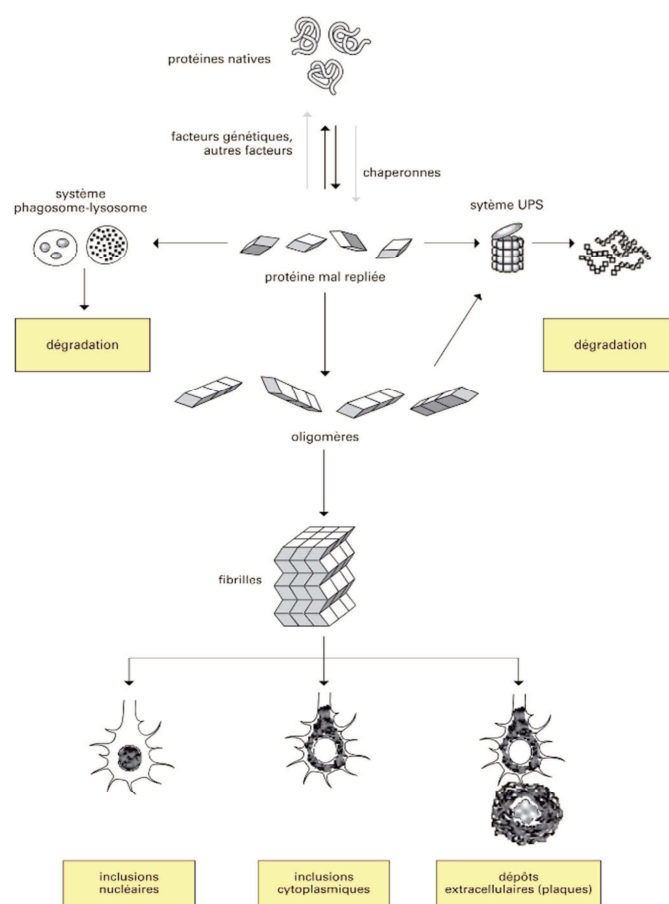 protéines natives
facteurs génétiques,
autres facteurs
chaperonnes
système
phagosome-lysosome
sytème UPS
protéine mal repliée
dégradation
dégradation
oligomères
fibrilles
inclusions
nucléaires
inclusions
cytoplasmiques
dépôts
extracellulaires (plaques)